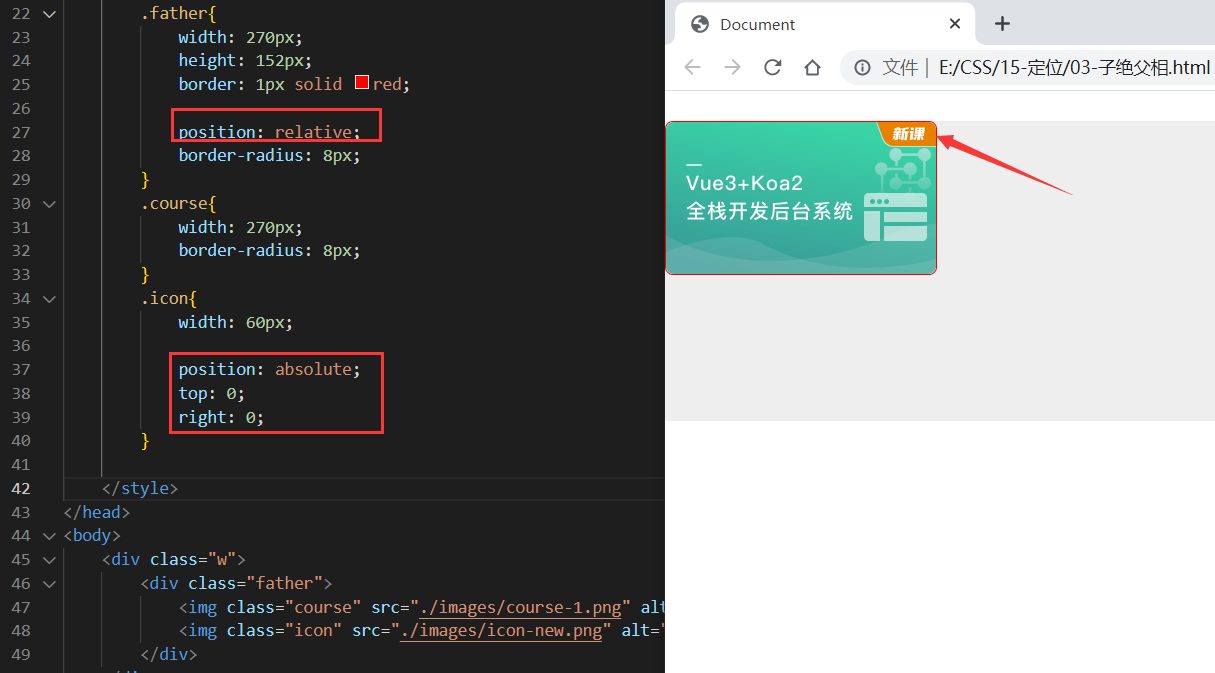 22 .father{
23 width: 270px;
24 height: 152px;
25 border: 1px solid red;
26
27 position: relative;
28 border-radius: 8px;
29 }
30 .course{
31 width: 270px;
32 border-radius: 8px;
33 }
34 .icon{
35 width: 60px;
36
37 position: absolute;
38 top: 0;
39 right: 0;
40 }
41
42 </style>
43 </head>
44 <body>
45 <div class="w">
46 <div class="father">
47 <img class="course" src="./images/course-1.png" alt
48 <img class="icon" src="./images/icon-new.png" alt="
49 </div>
Document
文件 | E:/CSS/15-定位/03-子绝父相.html
新课
Vue3+Koa2
全栈开发后台系统